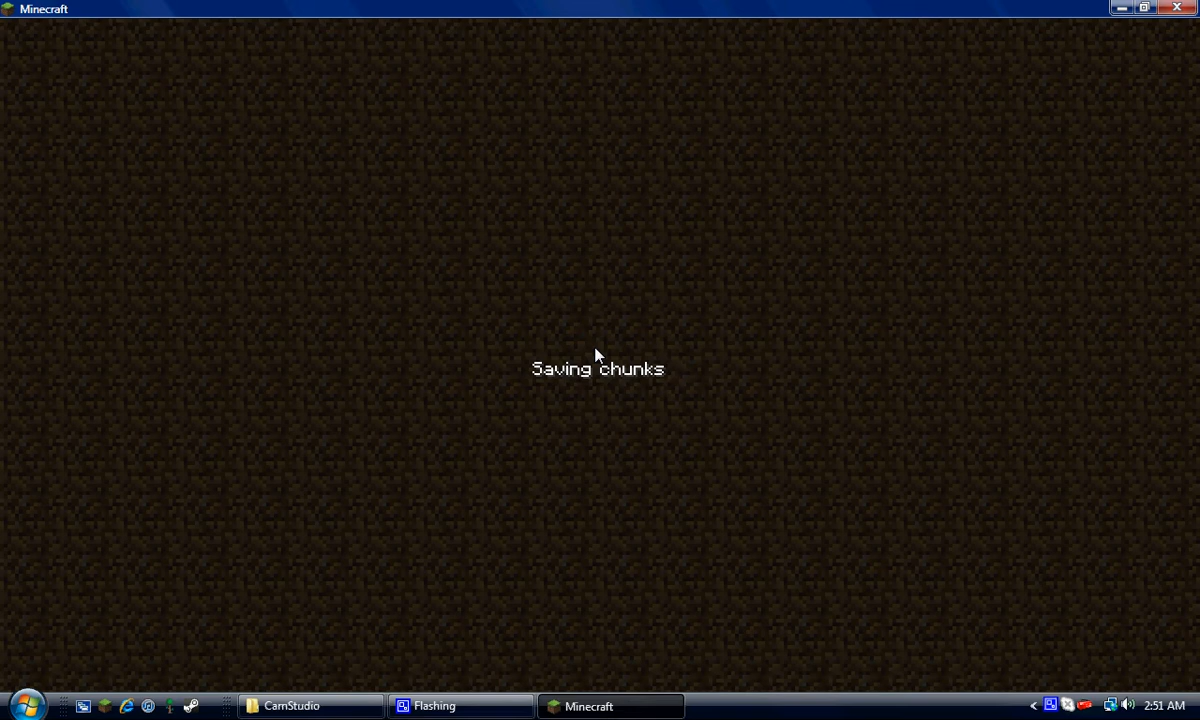 Minecraft
Saving chunks
CamStudio
Flashing
Minecraft
2:51 AM